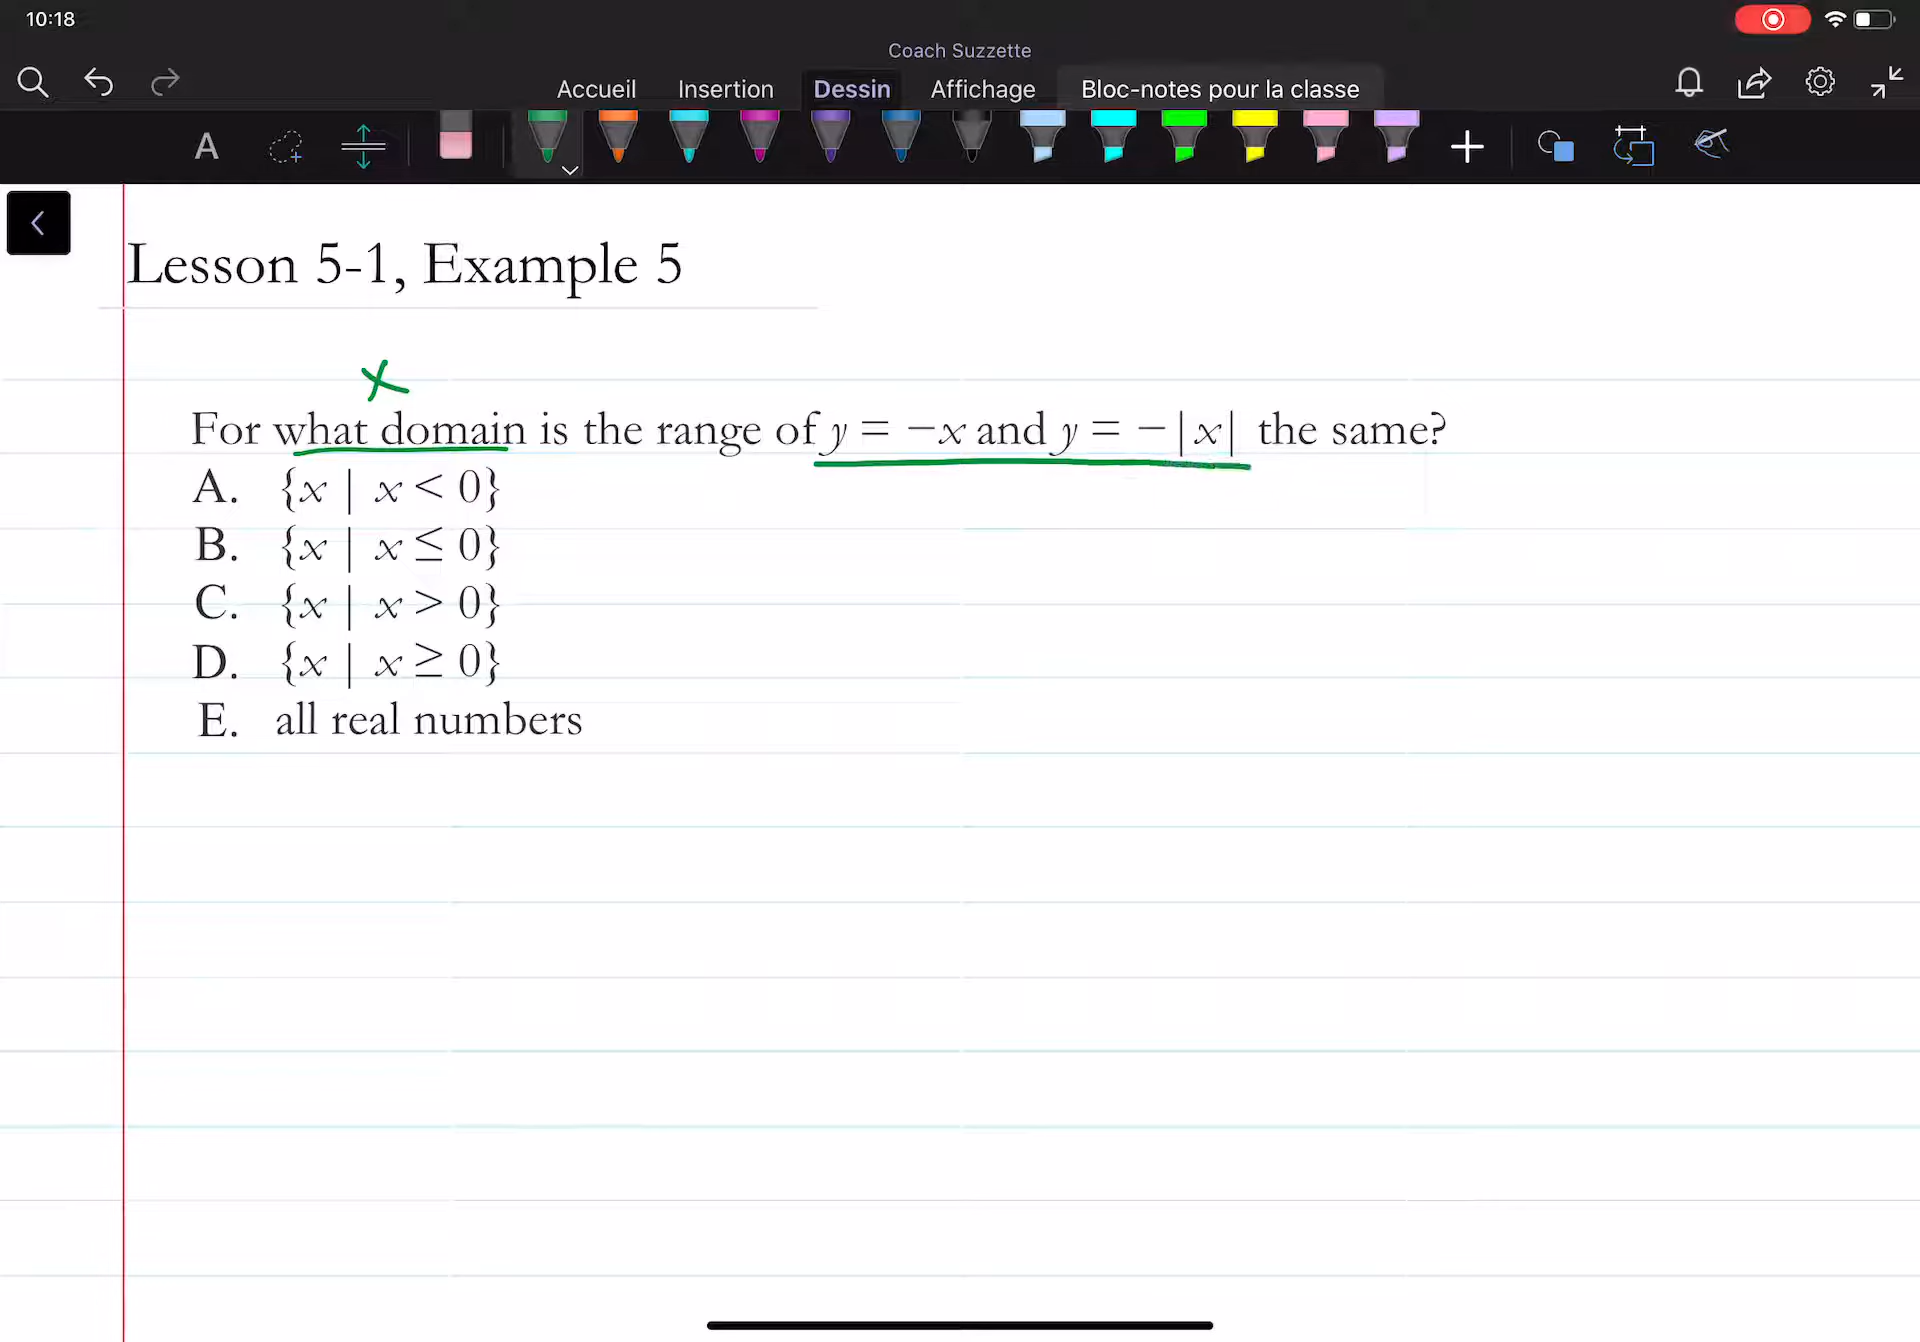 10:18
Coach Suzzette
Accueil Insertion Dessin Affichage Bloc-notes pour la classe
A
Lesson 5-1, Example 5
x
For what domain is the range of y = −x and y = −|x| the same?
A. {x | x < 0}
B. {x | x ≤ 0}
C. {x | x > 0}
D. {x | x ≥ 0}
E. all real numbers